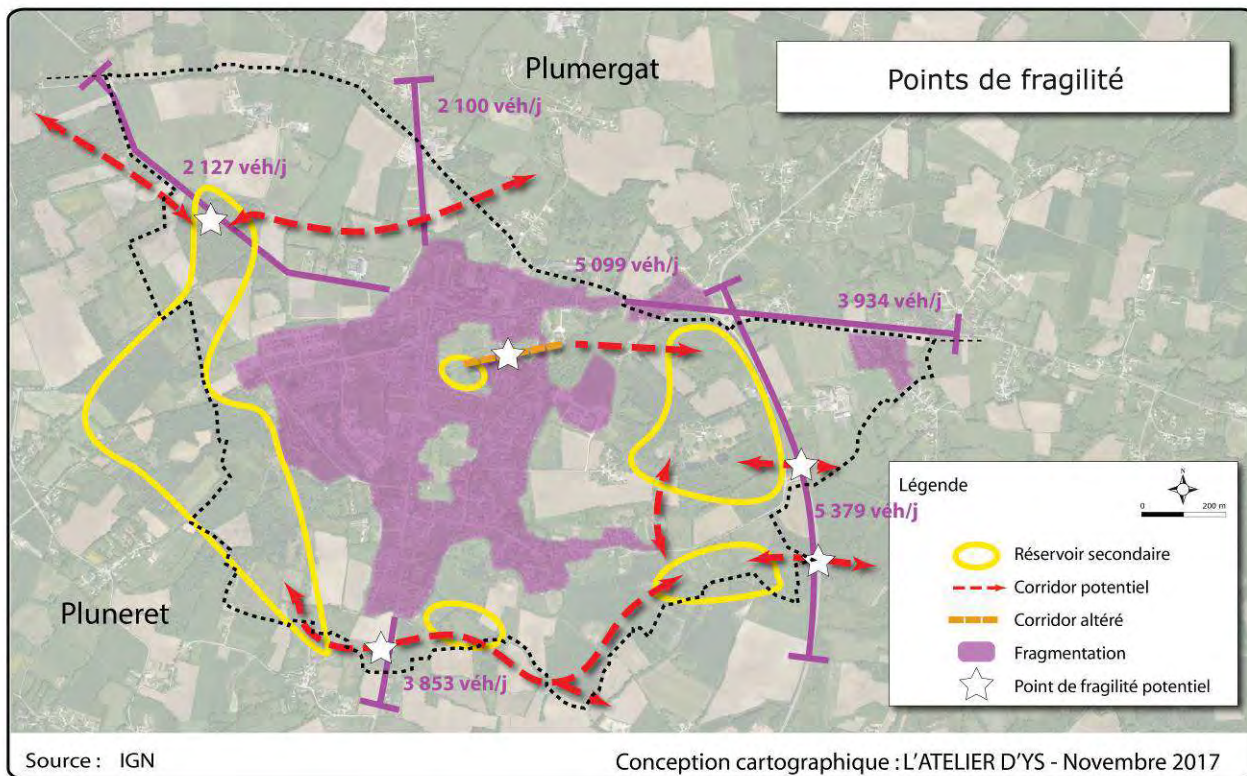 Plumergat
Points de fragilité
2 100 véh/j
2 127 véh/j
5 099 véh/j
3 934 véh/j
5 379 véh/j
Pluneret
3 853 véh/j
Légende
N
0 200 m
Réservoir secondaire
Corridor potentiel
Corridor altéré
Fragmentation
Point de fragilité potentiel
Source : IGN
Conception cartographique : L'ATELIER D'YS - Novembre 2017